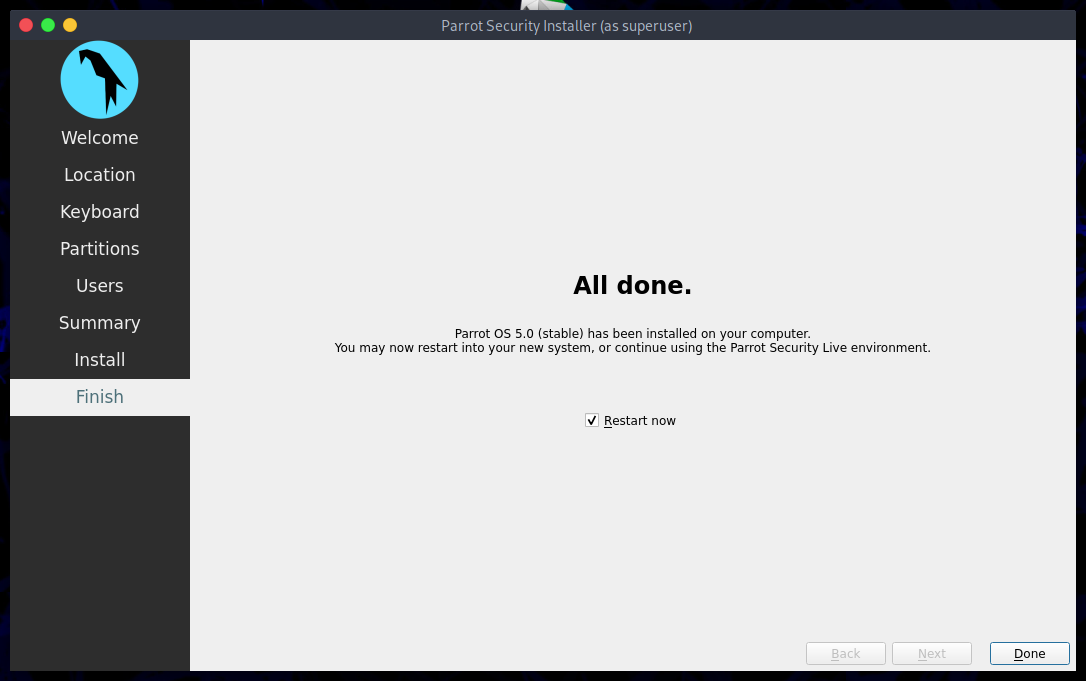 Parrot Security Installer (as superuser)
Welcome
Location
Keyboard
Partitions
Users
Summary
Install
Finish
All done.
Parrot OS 5.0 (stable) has been installed on your computer.
You may now restart into your new system, or continue using the Parrot Security Live environment.
Restart now
Back
Next
Done